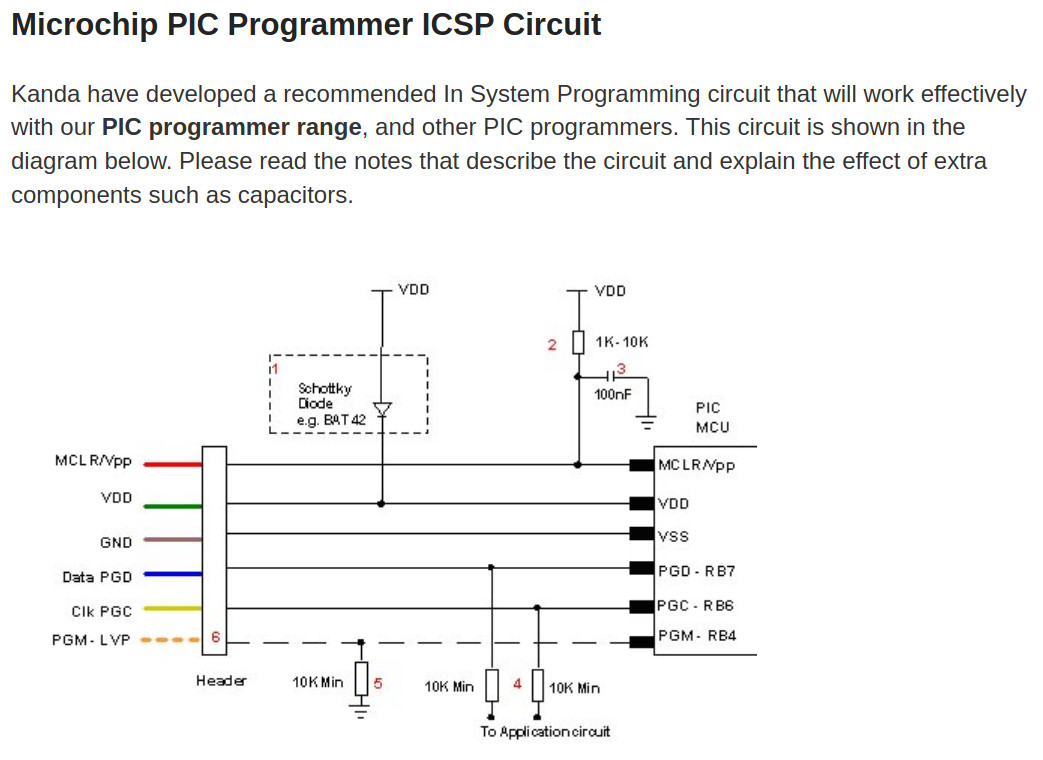 Microchip PIC Programmer ICSP Circuit
Kanda have developed a recommended In System Programming circuit that will work effectively
with our PIC programmer range, and other PIC programmers. This circuit is shown in the
diagram below. Please read the notes that describe the circuit and explain the effect of extra
components such as capacitors.
VDD
VDD
2
1K-10K
1
3
Schottky
Diode
e.g. BAT42
100nF
PIC
MCU
MCLR/Vpp
MCLR/Vpp
VDD
VDD
GND
VSS
Data PGD
PGD - RB7
Clk PGC
PGC - RB6
PGM - LVP
6
PGM - RB4
Header
10K Min
5
10K Min
4
10K Min
To Application circuit